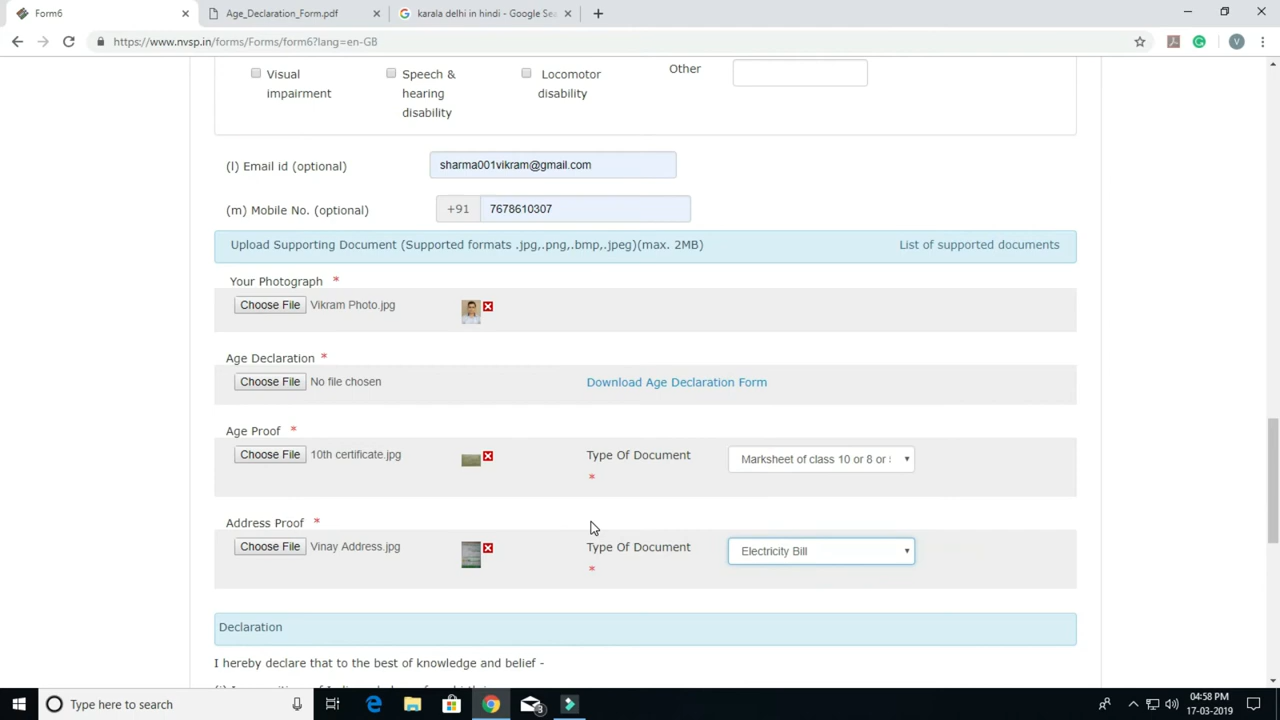 Form6
Age_Declaration_Form.pdf
karala delhi in hindi - Google Sea
https://www.nvsp.in/forms/Forms/form6?lang=en-GB
V
Visual impairment
Speech & hearing disability
Locomotor disability
Other
(l) Email id (optional)
sharma001vikram@gmail.com
(m) Mobile No. (optional)
+91
7678610307
Upload Supporting Document (Supported formats .jpg,.png,.bmp,.jpeg)(max. 2MB)
List of supported documents
Your Photograph *
Choose File Vikram Photo.jpg
Age Declaration *
Choose File No file chosen
Download Age Declaration Form
Age Proof *
Choose File 10th certificate.jpg
Type Of Document
*
Marksheet of class 10 or 8 or
Address Proof *
Choose File Vinay Address.jpg
Type Of Document
*
Electricity Bill
Declaration
I hereby declare that to the best of knowledge and belief -
Type here to search
3
04:58 PM
17-03-2019